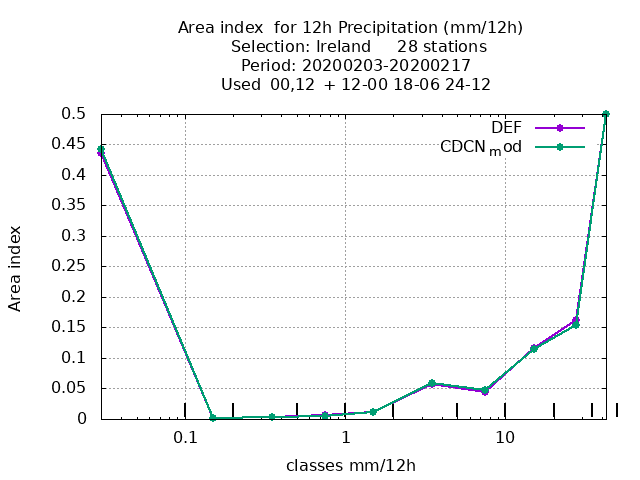 Area index  for 12h Precipitation (mm/12h)
Selection: Ireland     28 stations
Period: 20200203-20200217
Used  00,12  + 12-00 18-06 24-12
DEF
CDCNmod
0.5
0.45
0.4
0.35
0.3
0.25
0.2
0.15
0.1
0.05
0
Area index
0.1
1
10
classes mm/12h